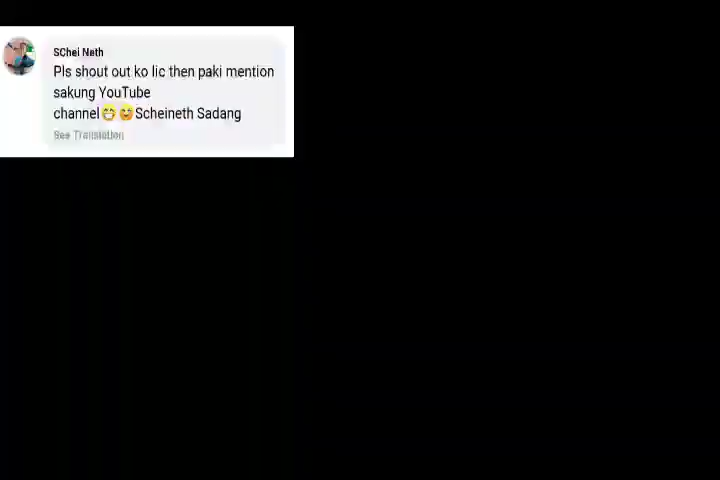 SChei Neth
Pls shout out ko lic then paki mention
sakung YouTube
channel😁😅Scheineth Sadang
See Translation